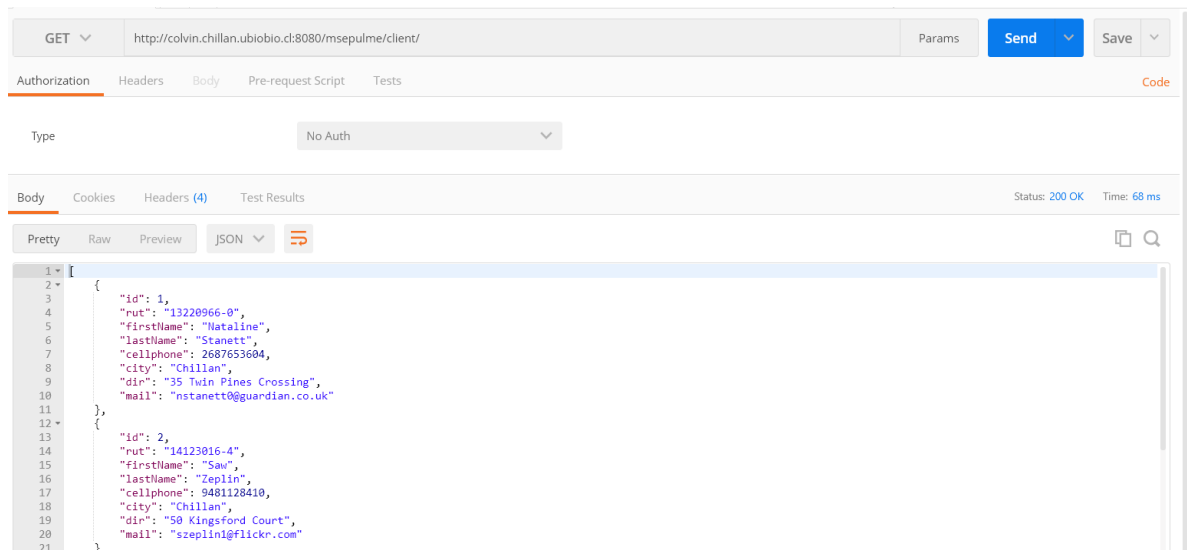 GET http://colvin.chillan.ubiobio.cl:8080/msepulme/client/ Params Send Save
Authorization Headers Body Pre-request Script Tests Code
Type No Auth
Body Cookies Headers (4) Test Results Status: 200 OK Time: 68 ms
Pretty Raw Preview JSON
1 [
2 {
3 "id": 1,
4 "rut": "13220966-0",
5 "firstName": "Nataline",
6 "lastName": "Stanett",
7 "cellphone": 2687653604,
8 "city": "Chillan",
9 "dir": "35 Twin Pines Crossing",
10 "mail": "nstanett0@guardian.co.uk"
11 },
12 {
13 "id": 2,
14 "rut": "14123016-4",
15 "firstName": "Saw",
16 "lastName": "Zeplin",
17 "cellphone": 9481128410,
18 "city": "Chillan",
19 "dir": "50 Kingsford Court",
20 "mail": "szeplin1@flickr.com"
21 }